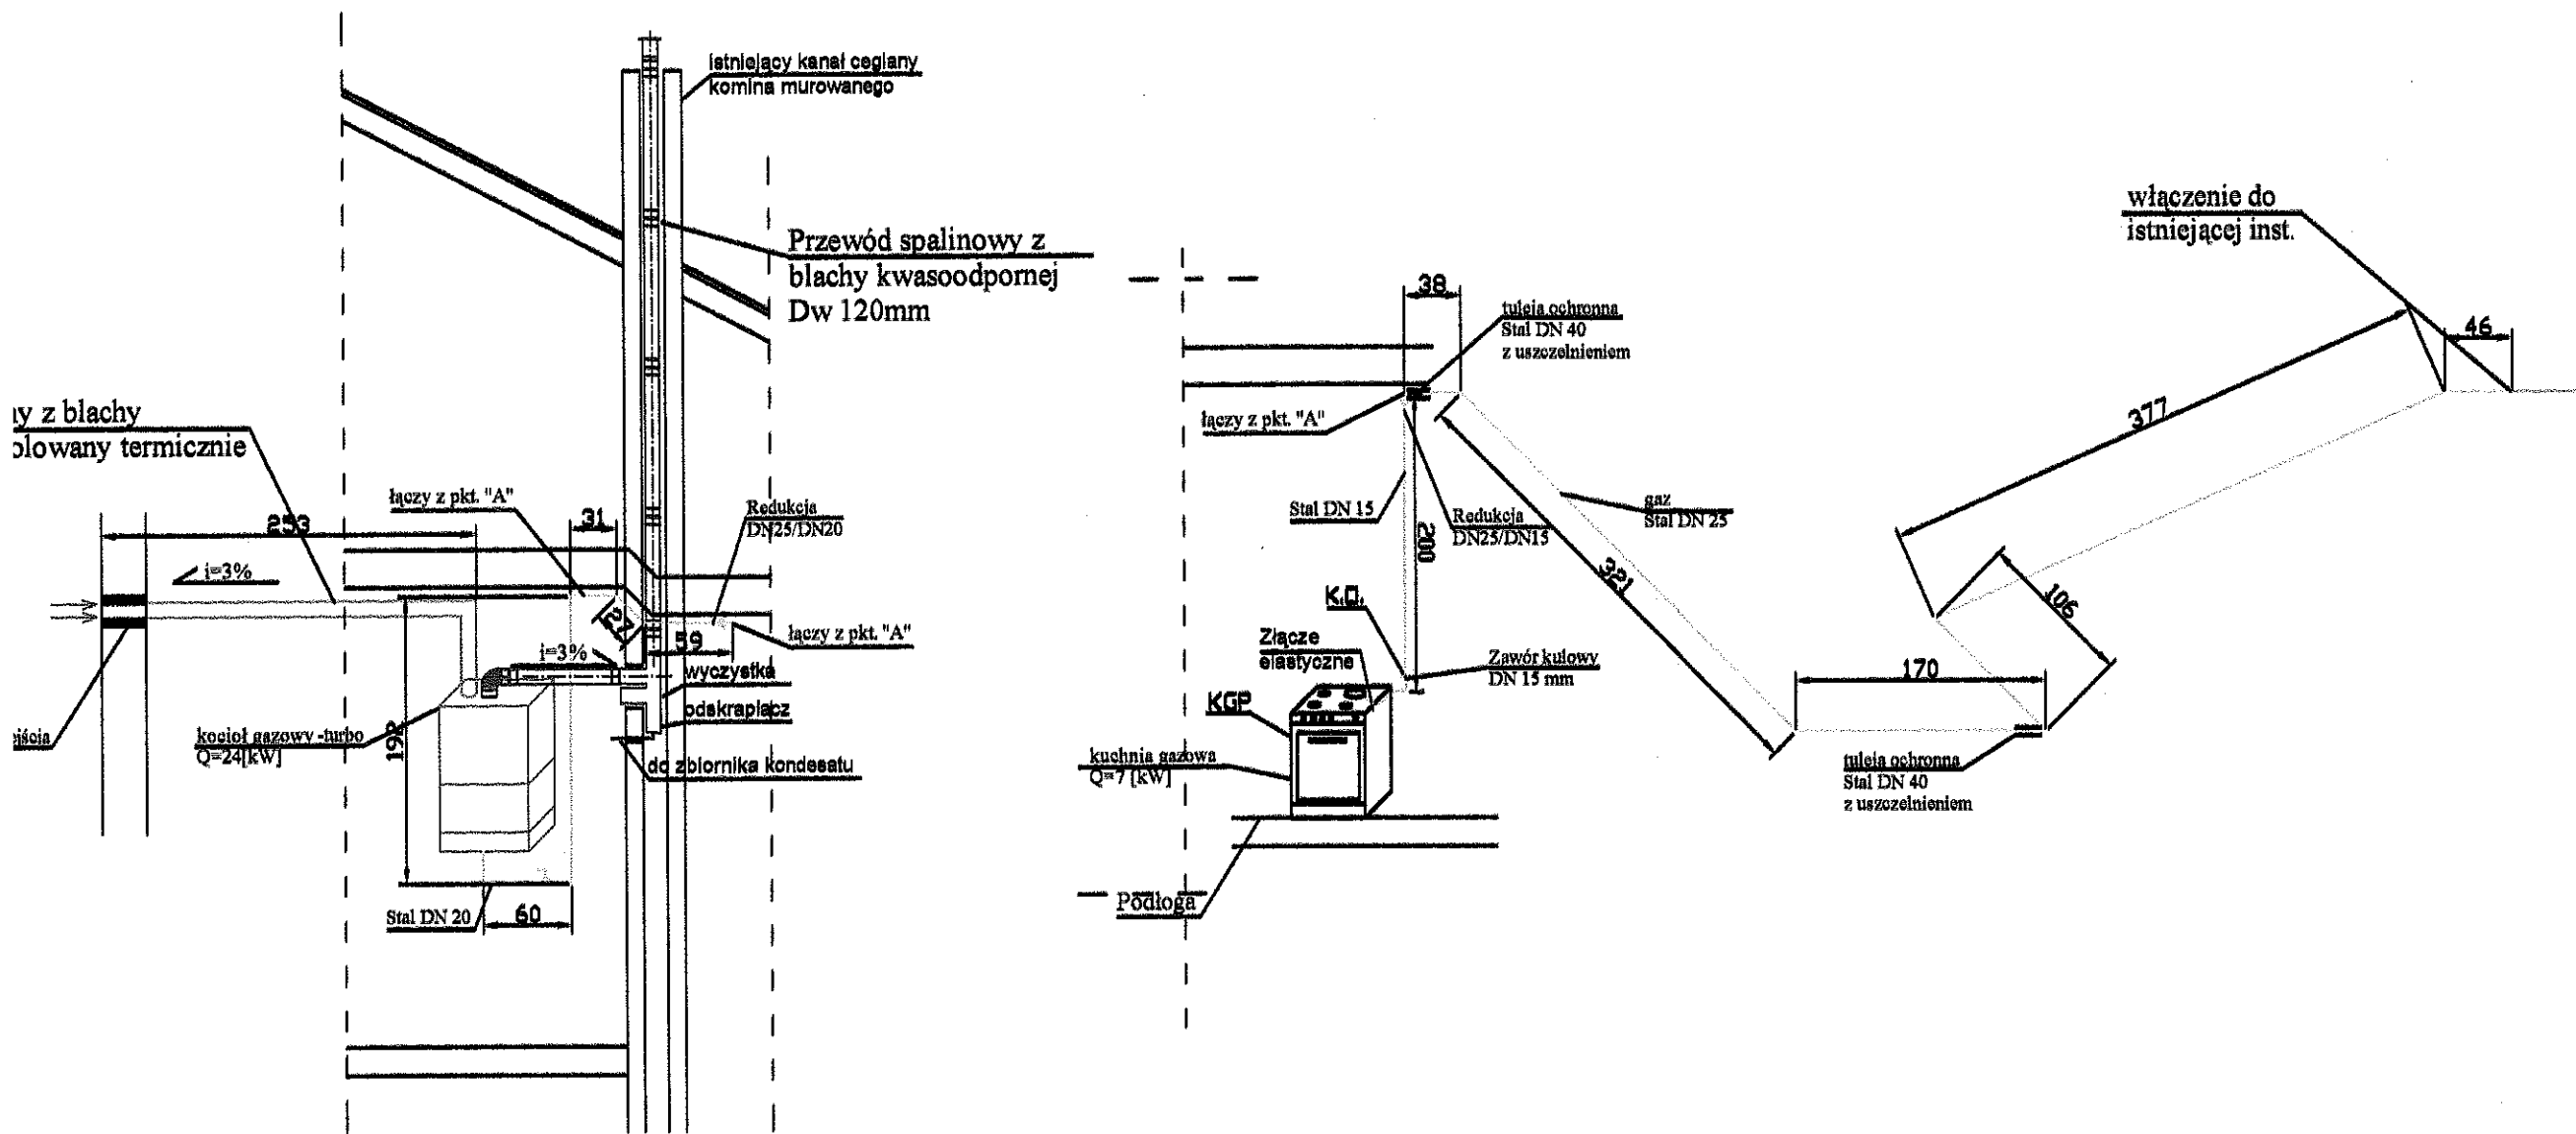 istniejący kanał ceglany
komina murowanego
Przewód spalinowy z
blachy kwasoodpornej
Dw 120mm
y z blachy
olowany termicznie
łączy z pkt. "A"
253
31
Redukcja
DN25/DN20
i=3%
27
łączy z pkt. "A"
59
i=3%
wyczystka
odskraplacz
192
kocioł gazowy -turbo
Q=24[kW]
jścia
do zbiornika kondesatu
Stal DN 20
60
włączenie do
istniejącej inst.
38
tuleja ochronna
Stal DN 40
z uszczelnieniem
46
łączy z pkt. "A"
377
Stal DN 15
200
Redukcja
DN25/DN15
gaz
Stal DN 25
321
K.O.
106
Złącze
elastyczne
Zawór kulowy
DN 15 mm
170
KGP
kuchnia gazowa
Q=7 [kW]
tuleja ochronna
Stal DN 40
z uszczelnieniem
Podłoga